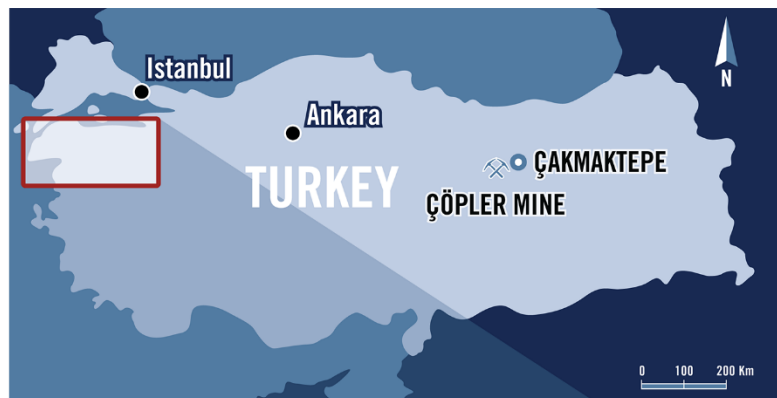 Istanbul
N
Ankara
TURKEY
ÇAKMAKTEPE
ÇÖPLER MINE
0 100 200 Km